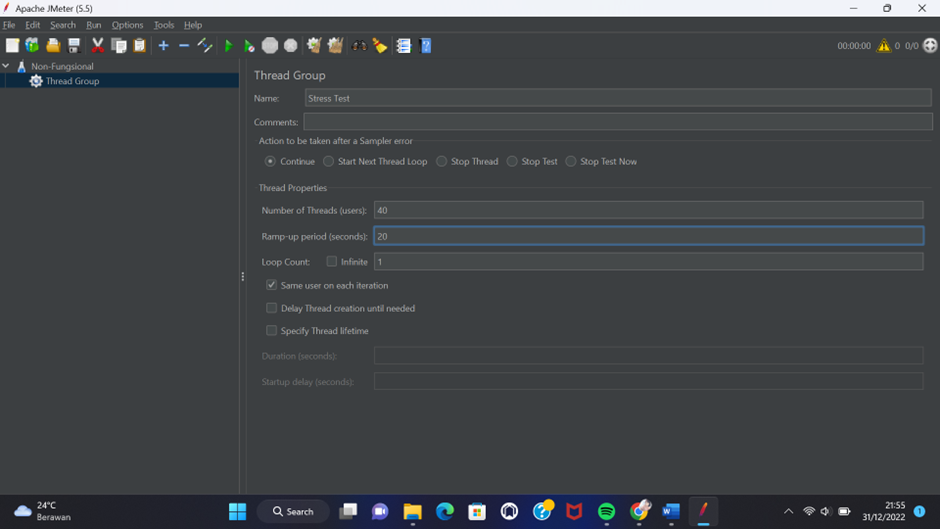 Apache JMeter (5.5)
File Edit Search Run Options Tools Help
00:00:00 0 0/0
Non-Fungsional
Thread Group
Thread Group
Name: Stress Test
Comments:
Action to be taken after a Sampler error
Continue Start Next Thread Loop Stop Thread Stop Test Stop Test Now
Thread Properties
Number of Threads (users): 40
Ramp-up period (seconds): 20
Loop Count: Infinite 1
Same user on each iteration
Delay Thread creation until needed
Specify Thread lifetime
Duration (seconds):
Startup delay (seconds):
24°C
Berawan
Search
21:55
31/12/2022
1